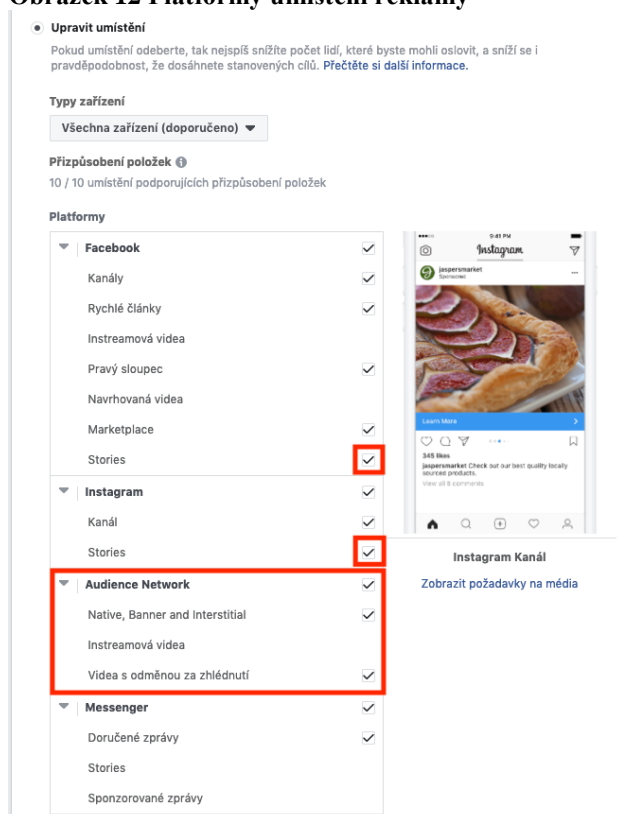 Obrázek 12 Platformy umístění reklamy
Upravit umístění
Pokud umístění odeberte, tak nejspíš snížíte počet lidí, které byste mohli oslovit, a sníží se i
pravděpodobnost, že dosáhnete stanovených cílů. Přečtěte si další informace.
Typy zařízení
Všechna zařízení (doporučeno)
Přizpůsobení položek
10 / 10 umístění podporujících přizpůsobení položek
Platformy
Facebook
Kanály
Rychlé články
Instreamová videa
Pravý sloupec
Navrhovaná videa
Marketplace
Stories
Instagram
Kanál
Stories
Audience Network
Native, Banner and Interstitial
Instreamová videa
Videa s odměnou za zhlédnutí
Messenger
Doručené zprávy
Stories
Sponzorované zprávy
9:41 PM
Instagram
jaspersmarket
Sponsored
Learn More
345 likes
jaspersmarket Check out our best quality locally
sourced products.
View all 8 comments
Instagram Kanál
Zobrazit požadavky na média